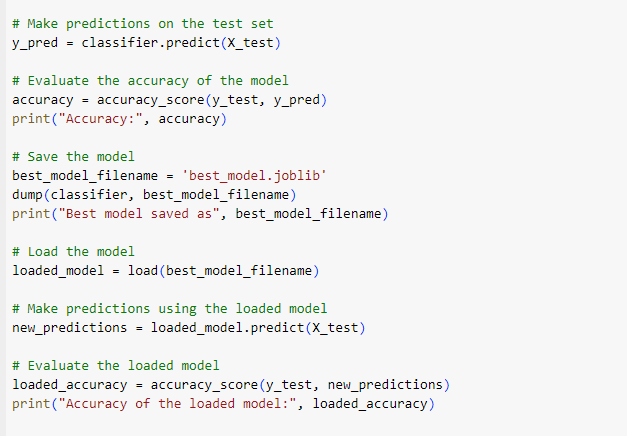 # Make predictions on the test set
y_pred = classifier.predict(X_test)
# Evaluate the accuracy of the model
accuracy = accuracy_score(y_test, y_pred)
print("Accuracy:", accuracy)
# Save the model
best_model_filename = 'best_model.joblib'
dump(classifier, best_model_filename)
print("Best model saved as", best_model_filename)
# Load the model
loaded_model = load(best_model_filename)
# Make predictions using the loaded model
new_predictions = loaded_model.predict(X_test)
# Evaluate the loaded model
loaded_accuracy = accuracy_score(y_test, new_predictions)
print("Accuracy of the loaded model:", loaded_accuracy)